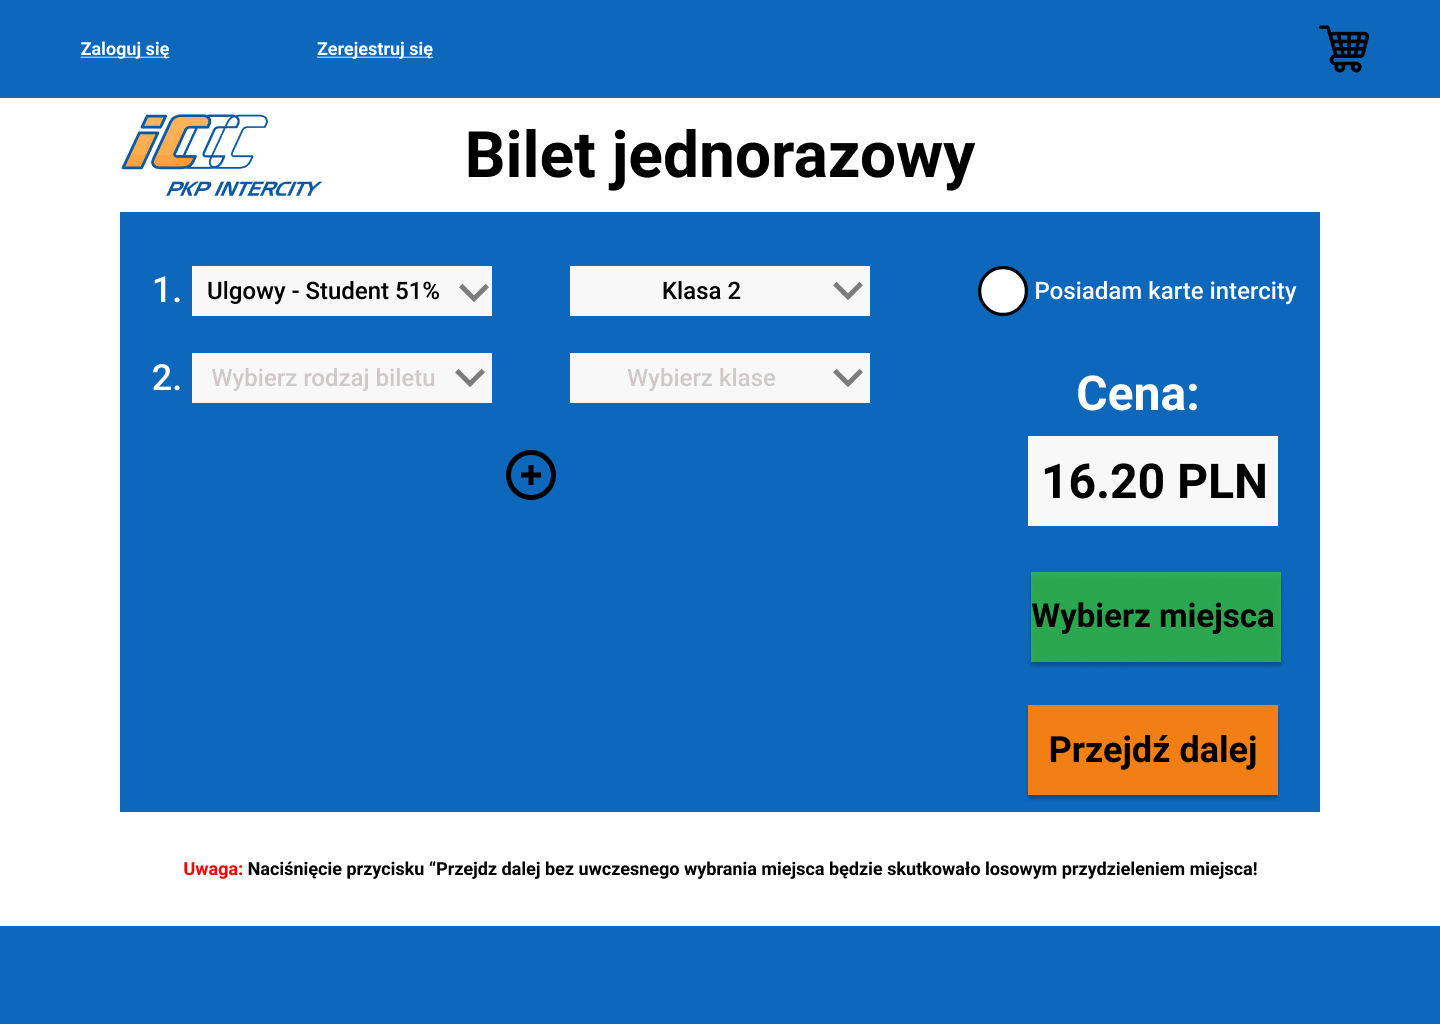 Zaloguj się
Zerejestruj się
PKP INTERCITY
Bilet jednorazowy
1. Ulgowy - Student 51% Klasa 2 Posiadam karte intercity
2. Wybierz rodzaj biletu Wybierz klase
Cena:
16.20 PLN
Wybierz miejsca
Przejdź dalej
Uwaga: Naciśnięcie przycisku “Przejdz dalej bez uwczesnego wybrania miejsca będzie skutkowało losowym przydzieleniem miejsca!